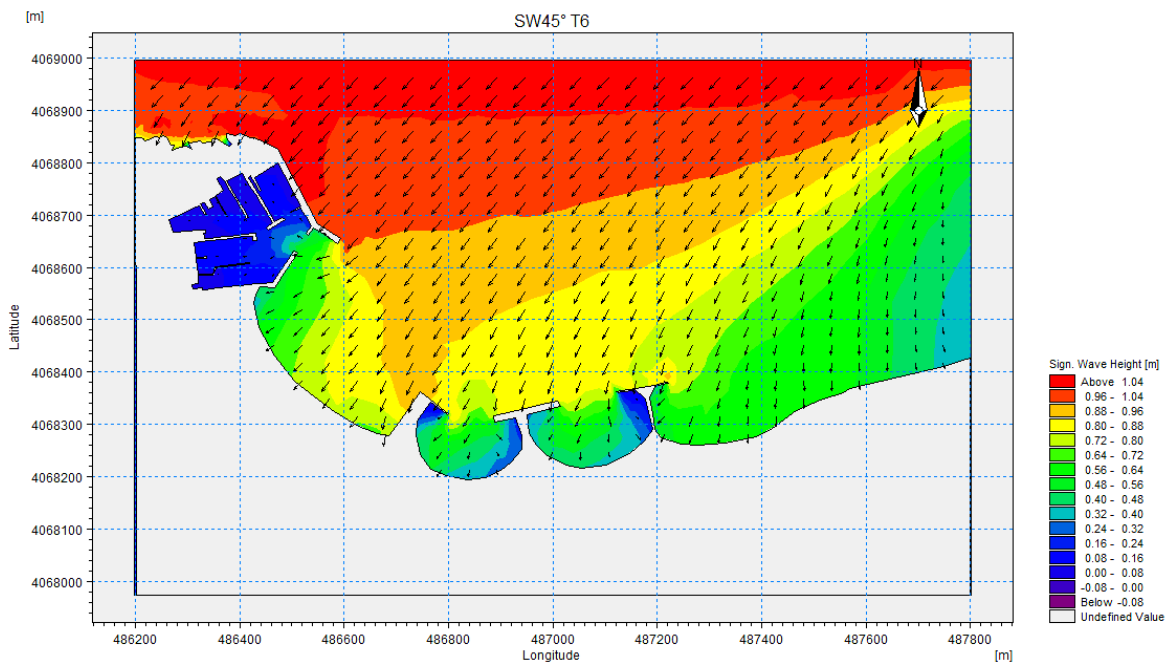 [m]
SW45° T6
N
4069000
4068900
4068800
4068700
4068600
4068500
4068400
4068300
4068200
4068100
4068000
Latitude
486200 486400 486600 486800 487000 487200 487400 487600 487800
Longitude
[m]
Sign. Wave Height [m]
Above 1.04
0.96 - 1.04
0.88 - 0.96
0.80 - 0.88
0.72 - 0.80
0.64 - 0.72
0.56 - 0.64
0.48 - 0.56
0.40 - 0.48
0.32 - 0.40
0.24 - 0.32
0.16 - 0.24
0.08 - 0.16
0.00 - 0.08
-0.08 - 0.00
Below -0.08
Undefined Value